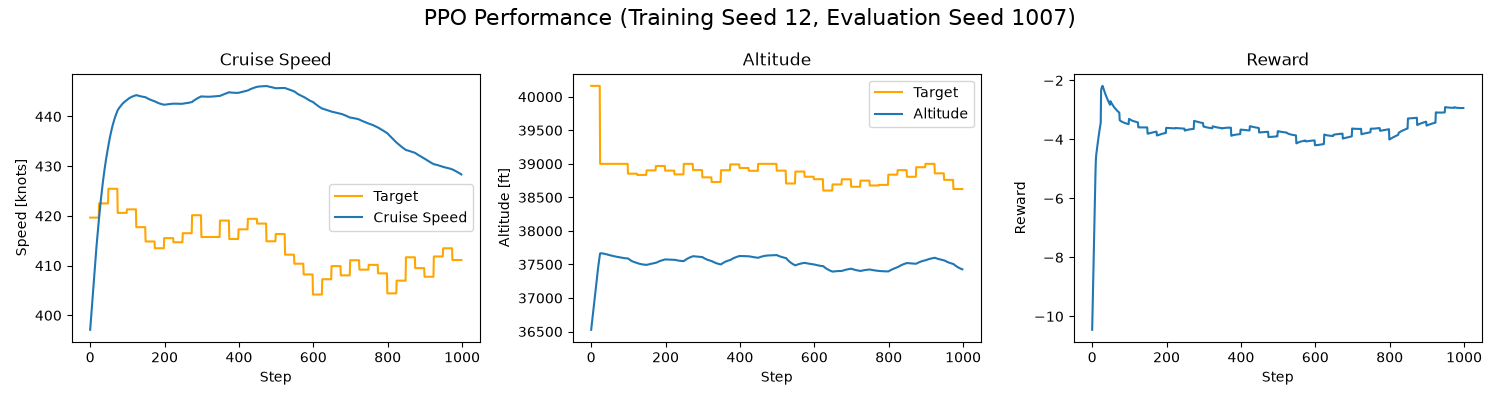 PPO Performance (Training Seed 12, Evaluation Seed 1007)
Cruise Speed
Speed [knots]
440
430
420
410
400
Target
Cruise Speed
0 200 400 600 800 1000
Step
Altitude
Altitude [ft]
40000
39500
39000
38500
38000
37500
37000
36500
Target
Altitude
0 200 400 600 800 1000
Step
Reward
Reward
−2
−4
−6
−8
−10
0 200 400 600 800 1000
Step